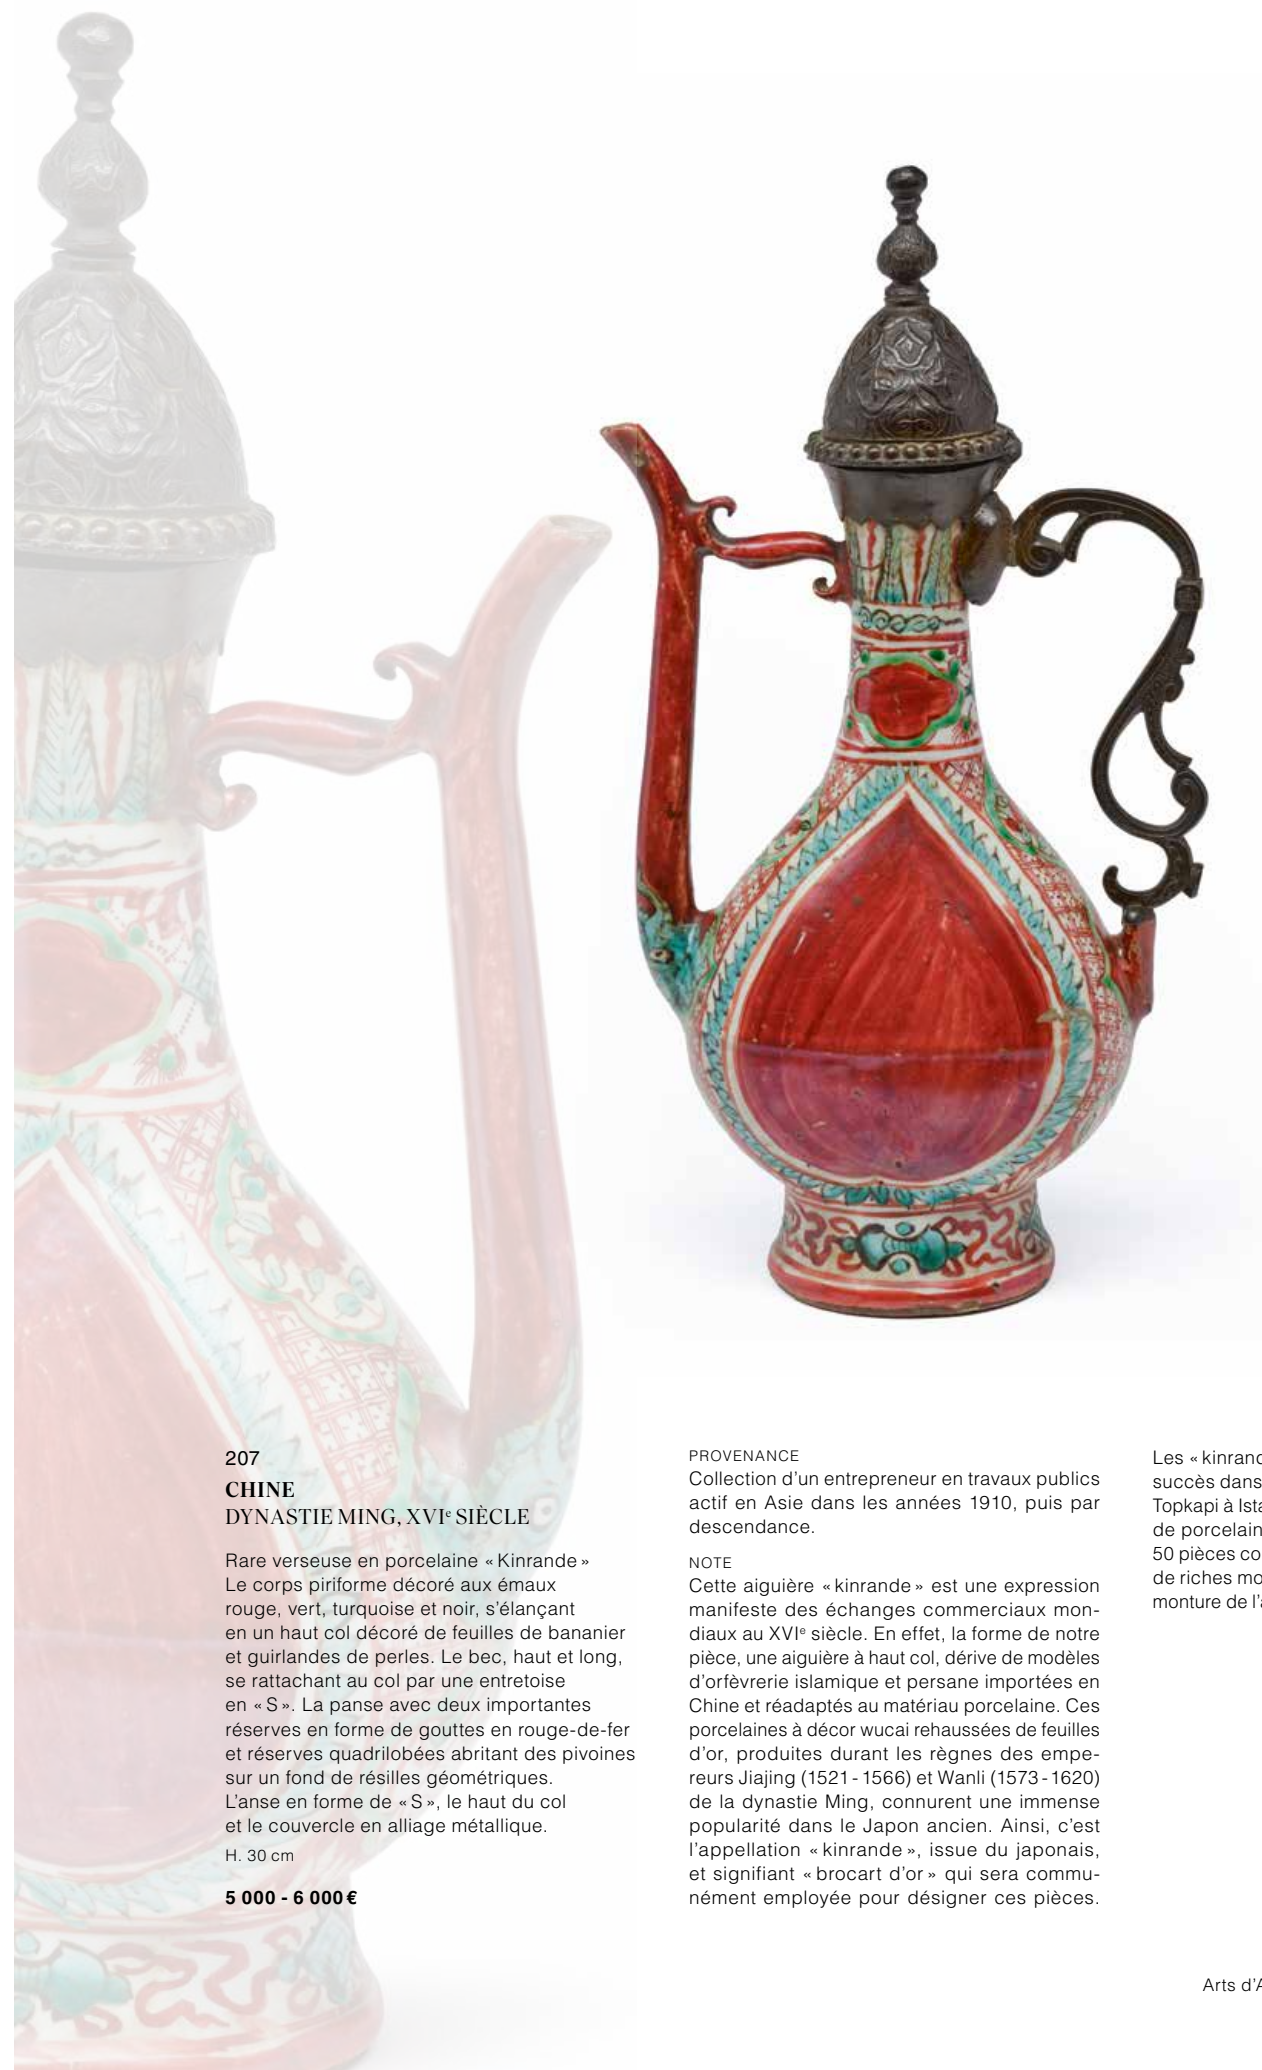 207
CHINE
DYNASTIE MING, XVIe SIÈCLE
Rare verseuse en porcelaine « Kinrande »
Le corps piriforme décoré aux émaux
rouge, vert, turquoise et noir, s’élançant
en un haut col décoré de feuilles de bananier
et guirlandes de perles. Le bec, haut et long,
se rattachant au col par une entretoise
en « S ». La panse avec deux importantes
réserves en forme de gouttes en rouge-de-fer
et réserves quadrilobées abritant des pivoines
sur un fond de résilles géométriques.
L’anse en forme de « S », le haut du col
et le couvercle en alliage métallique.
H. 30 cm
5 000 - 6 000 €
PROVENANCE
Collection d’un entrepreneur en travaux publics
actif en Asie dans les années 1910, puis par
descendance.
NOTE
Cette aiguière « kinrande » est une expression
manifeste des échanges commerciaux mon-
diaux au XVIe siècle. En effet, la forme de notre
pièce, une aiguière à haut col, dérive de modèles
d’orfèvrerie islamique et persane importées en
Chine et réadaptés au matériau porcelaine. Ces
porcelaines à décor wucai rehaussées de feuilles
d’or, produites durant les règnes des empe-
reurs Jiajing (1521 - 1566) et Wanli (1573 - 1620)
de la dynastie Ming, connurent une immense
popularité dans le Japon ancien. Ainsi, c’est
l’appellation « kinrande », issue du japonais,
et signifiant « brocart d’or » qui sera commu-
nément employée pour désigner ces pièces.
Les « kinrand
succès dans
Topkapi à Ista
de porcelain
50 pièces co
de riches mo
monture de l’a
Arts d’A